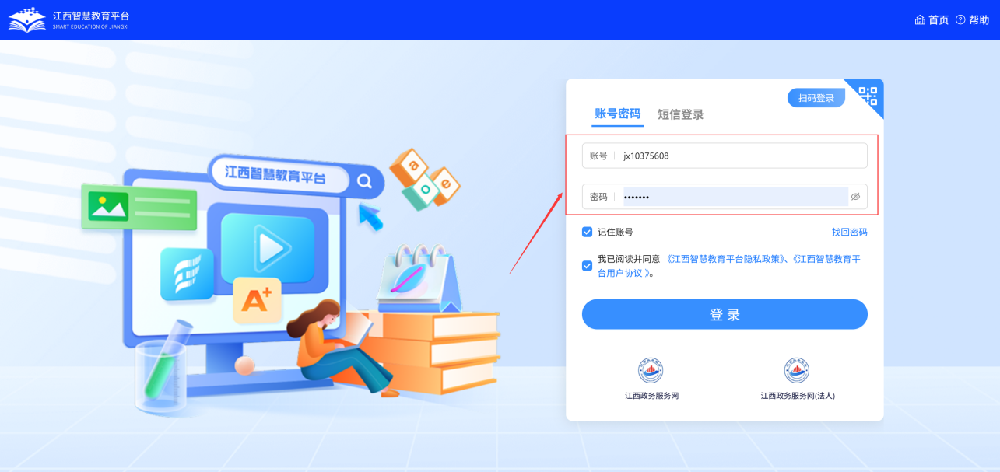 江西智慧教育平台
SMART EDUCATION OF JIANGXI
首页 帮助
扫码登录
账号密码 短信登录
账号 jx10375608
密码 •••••••
记住账号 找回密码
我已阅读并同意 《江西智慧教育平台隐私政策》、《江西智慧教育平
台用户协议 》。
登 录
江西政务服务网 江西政务服务网(法人)
江西智慧教育平台
a
o
e
A+